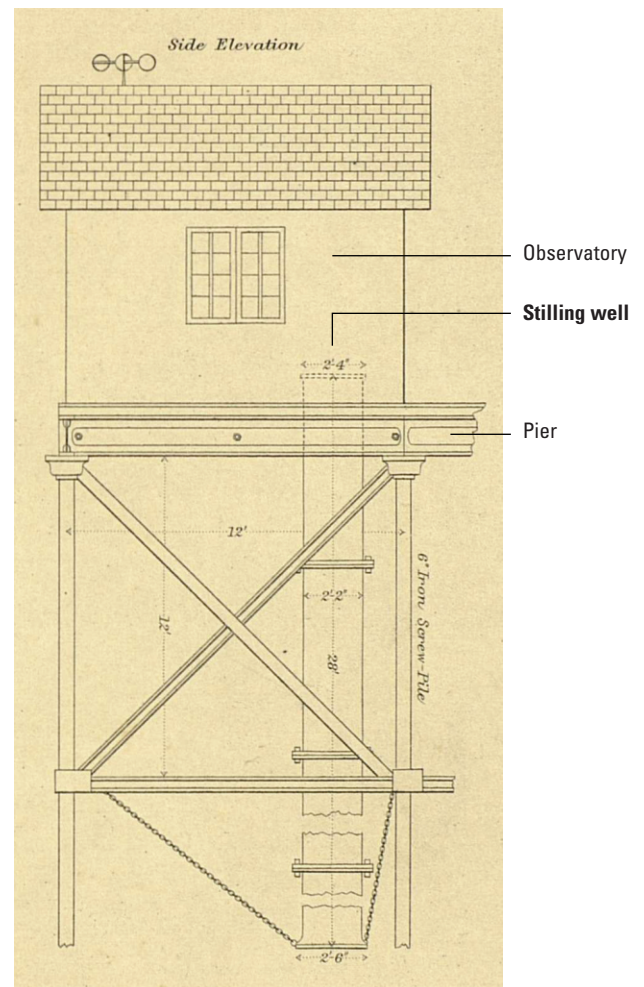 Side Elevation
Observatory
Stilling well
2'-4"
Pier
12'
6" Iron Screw-Pile
2'-2"
12'
28'
2'-6"